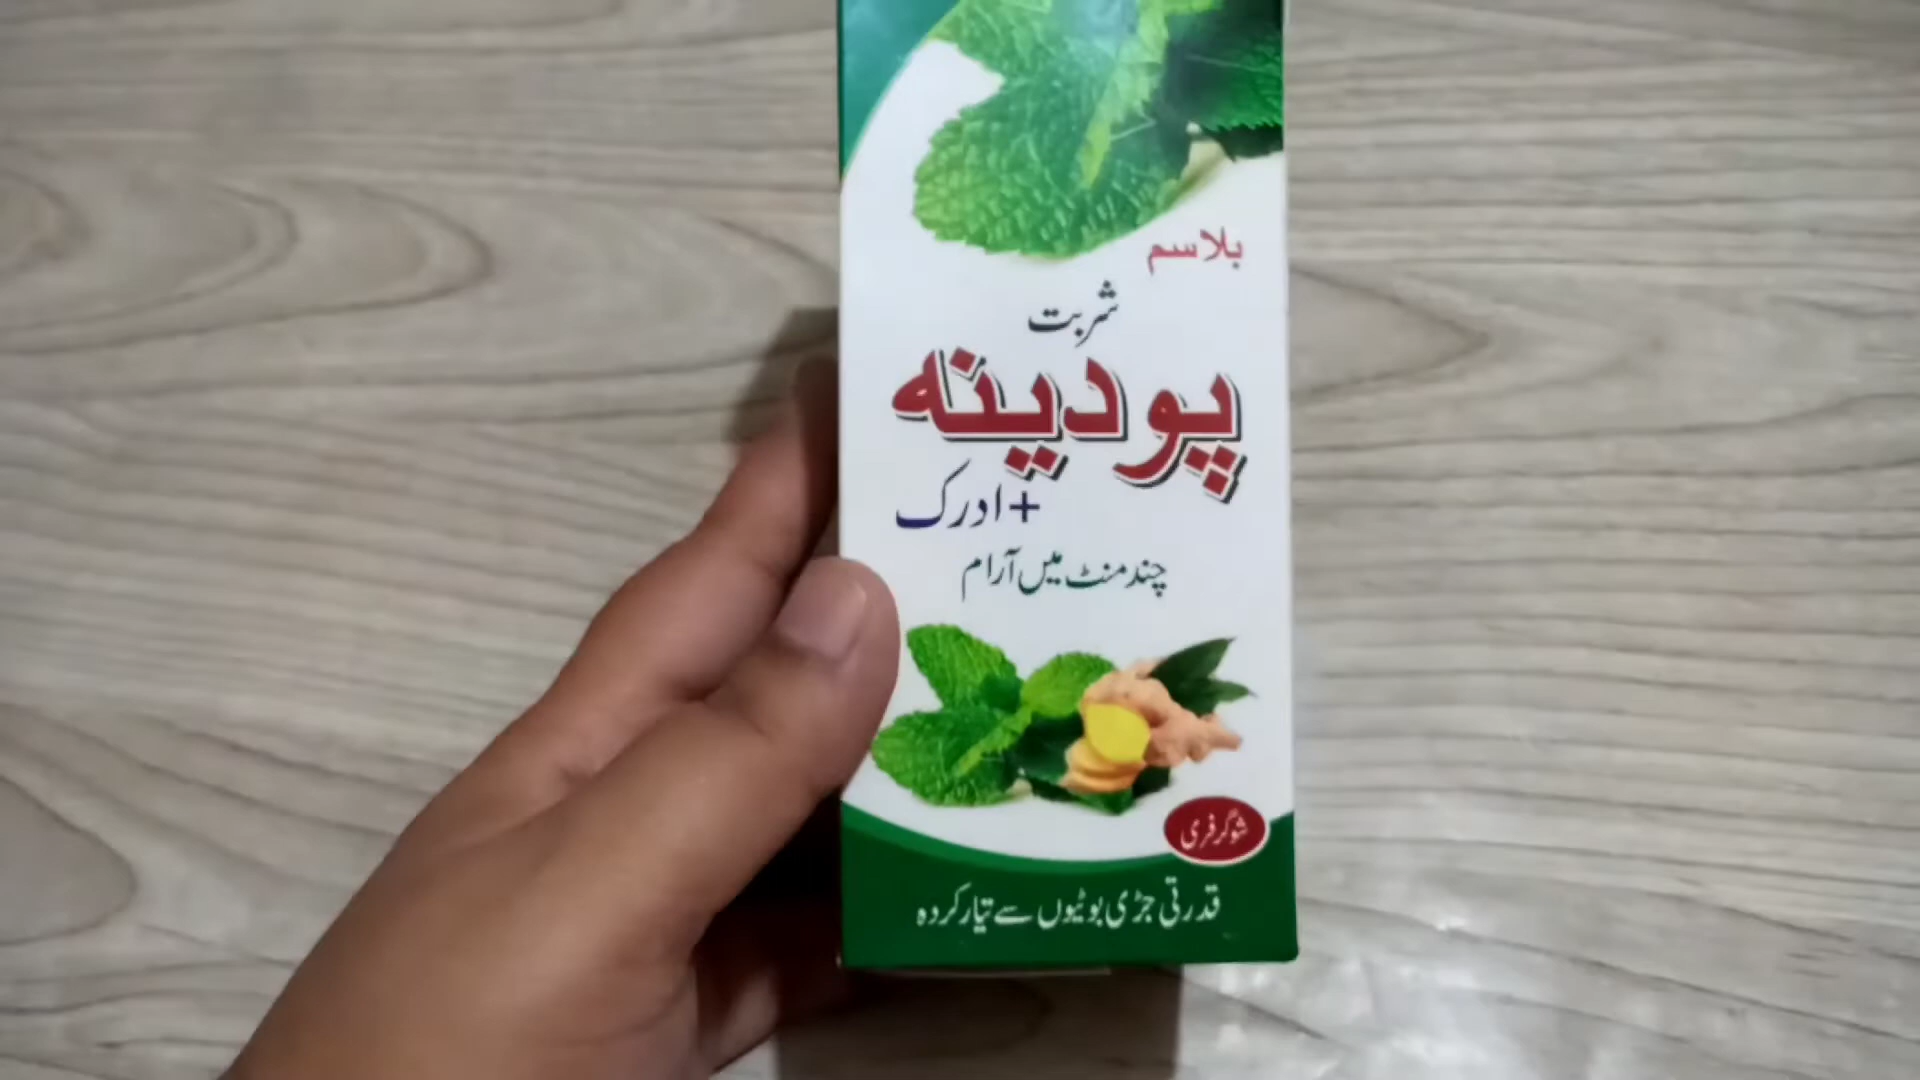 بلاسم
شربت
پودینہ
+ادرک
چند منٹ میں آرام
شوگر فری
قدرتی جڑی بوٹیوں سے تیار کردہ